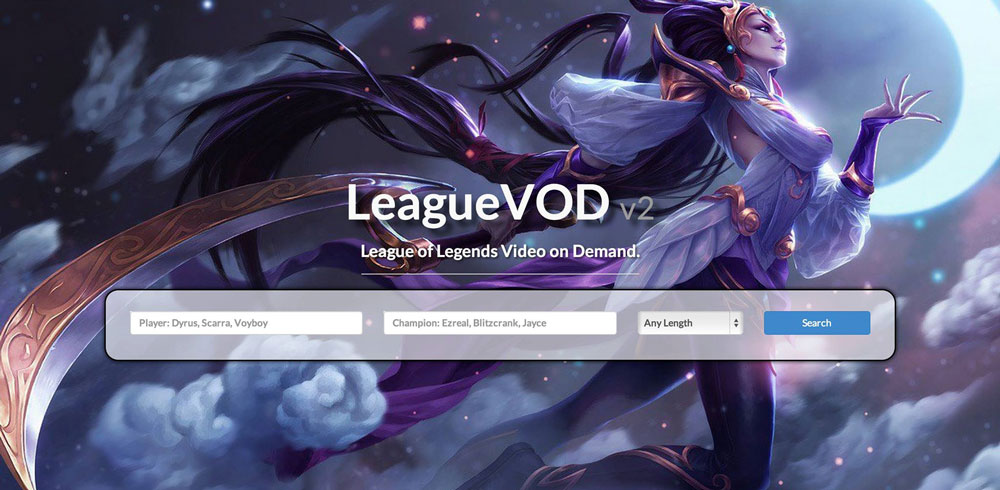 LeagueVOD v2
League of Legends Video on Demand.
Player: Dyrus, Scarra, Voyboy Champion: Ezreal, Blitzcrank, Jayce Any Length Search